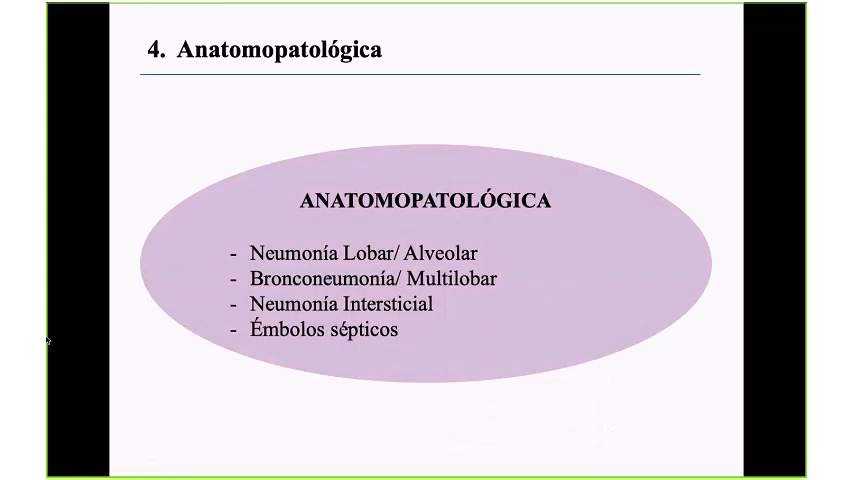 4. Anatomopatológica
ANATOMOPATOLÓGICA
- Neumonía Lobar/ Alveolar
- Bronconeumonía/ Multilobar
- Neumonía Intersticial
- Émbolos sépticos